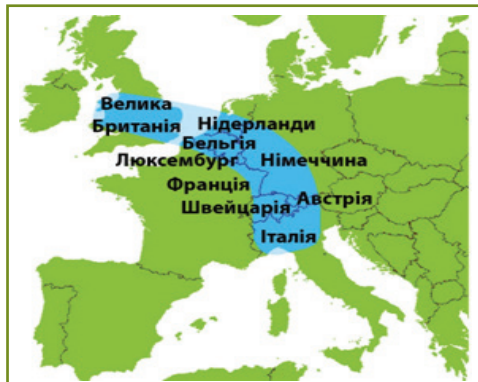 Велика
Британія
Нідерланди
Бельгія
Люксембург
Німеччина
Франція
Австрія
Швейцарія
Італія